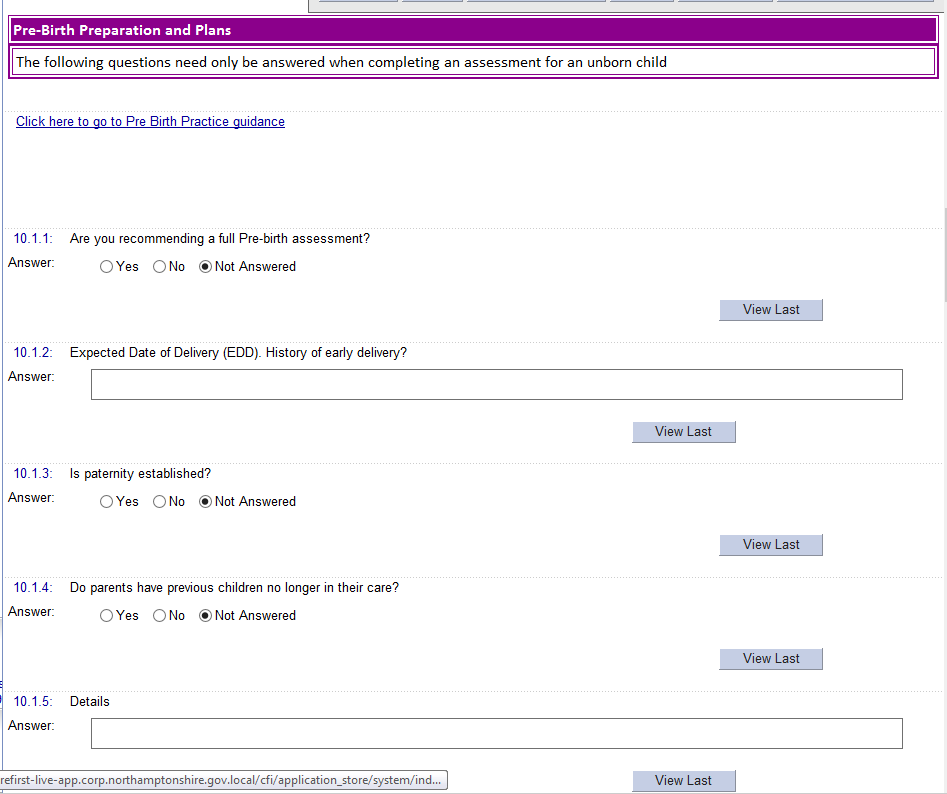 Pre-Birth Preparation and Plans
The following questions need only be answered when completing an assessment for an unborn child
Click here to go to Pre Birth Practice guidance
10.1.1: Are you recommending a full Pre-birth assessment?
Answer: Yes No Not Answered
View Last
10.1.2: Expected Date of Delivery (EDD). History of early delivery?
Answer:
View Last
10.1.3: Is paternity established?
Answer: Yes No Not Answered
View Last
10.1.4: Do parents have previous children no longer in their care?
Answer: Yes No Not Answered
View Last
10.1.5: Details
Answer:
refirst-live-app.corp.northamptonshire.gov.local/cfi/application_store/system/ind...
View Last